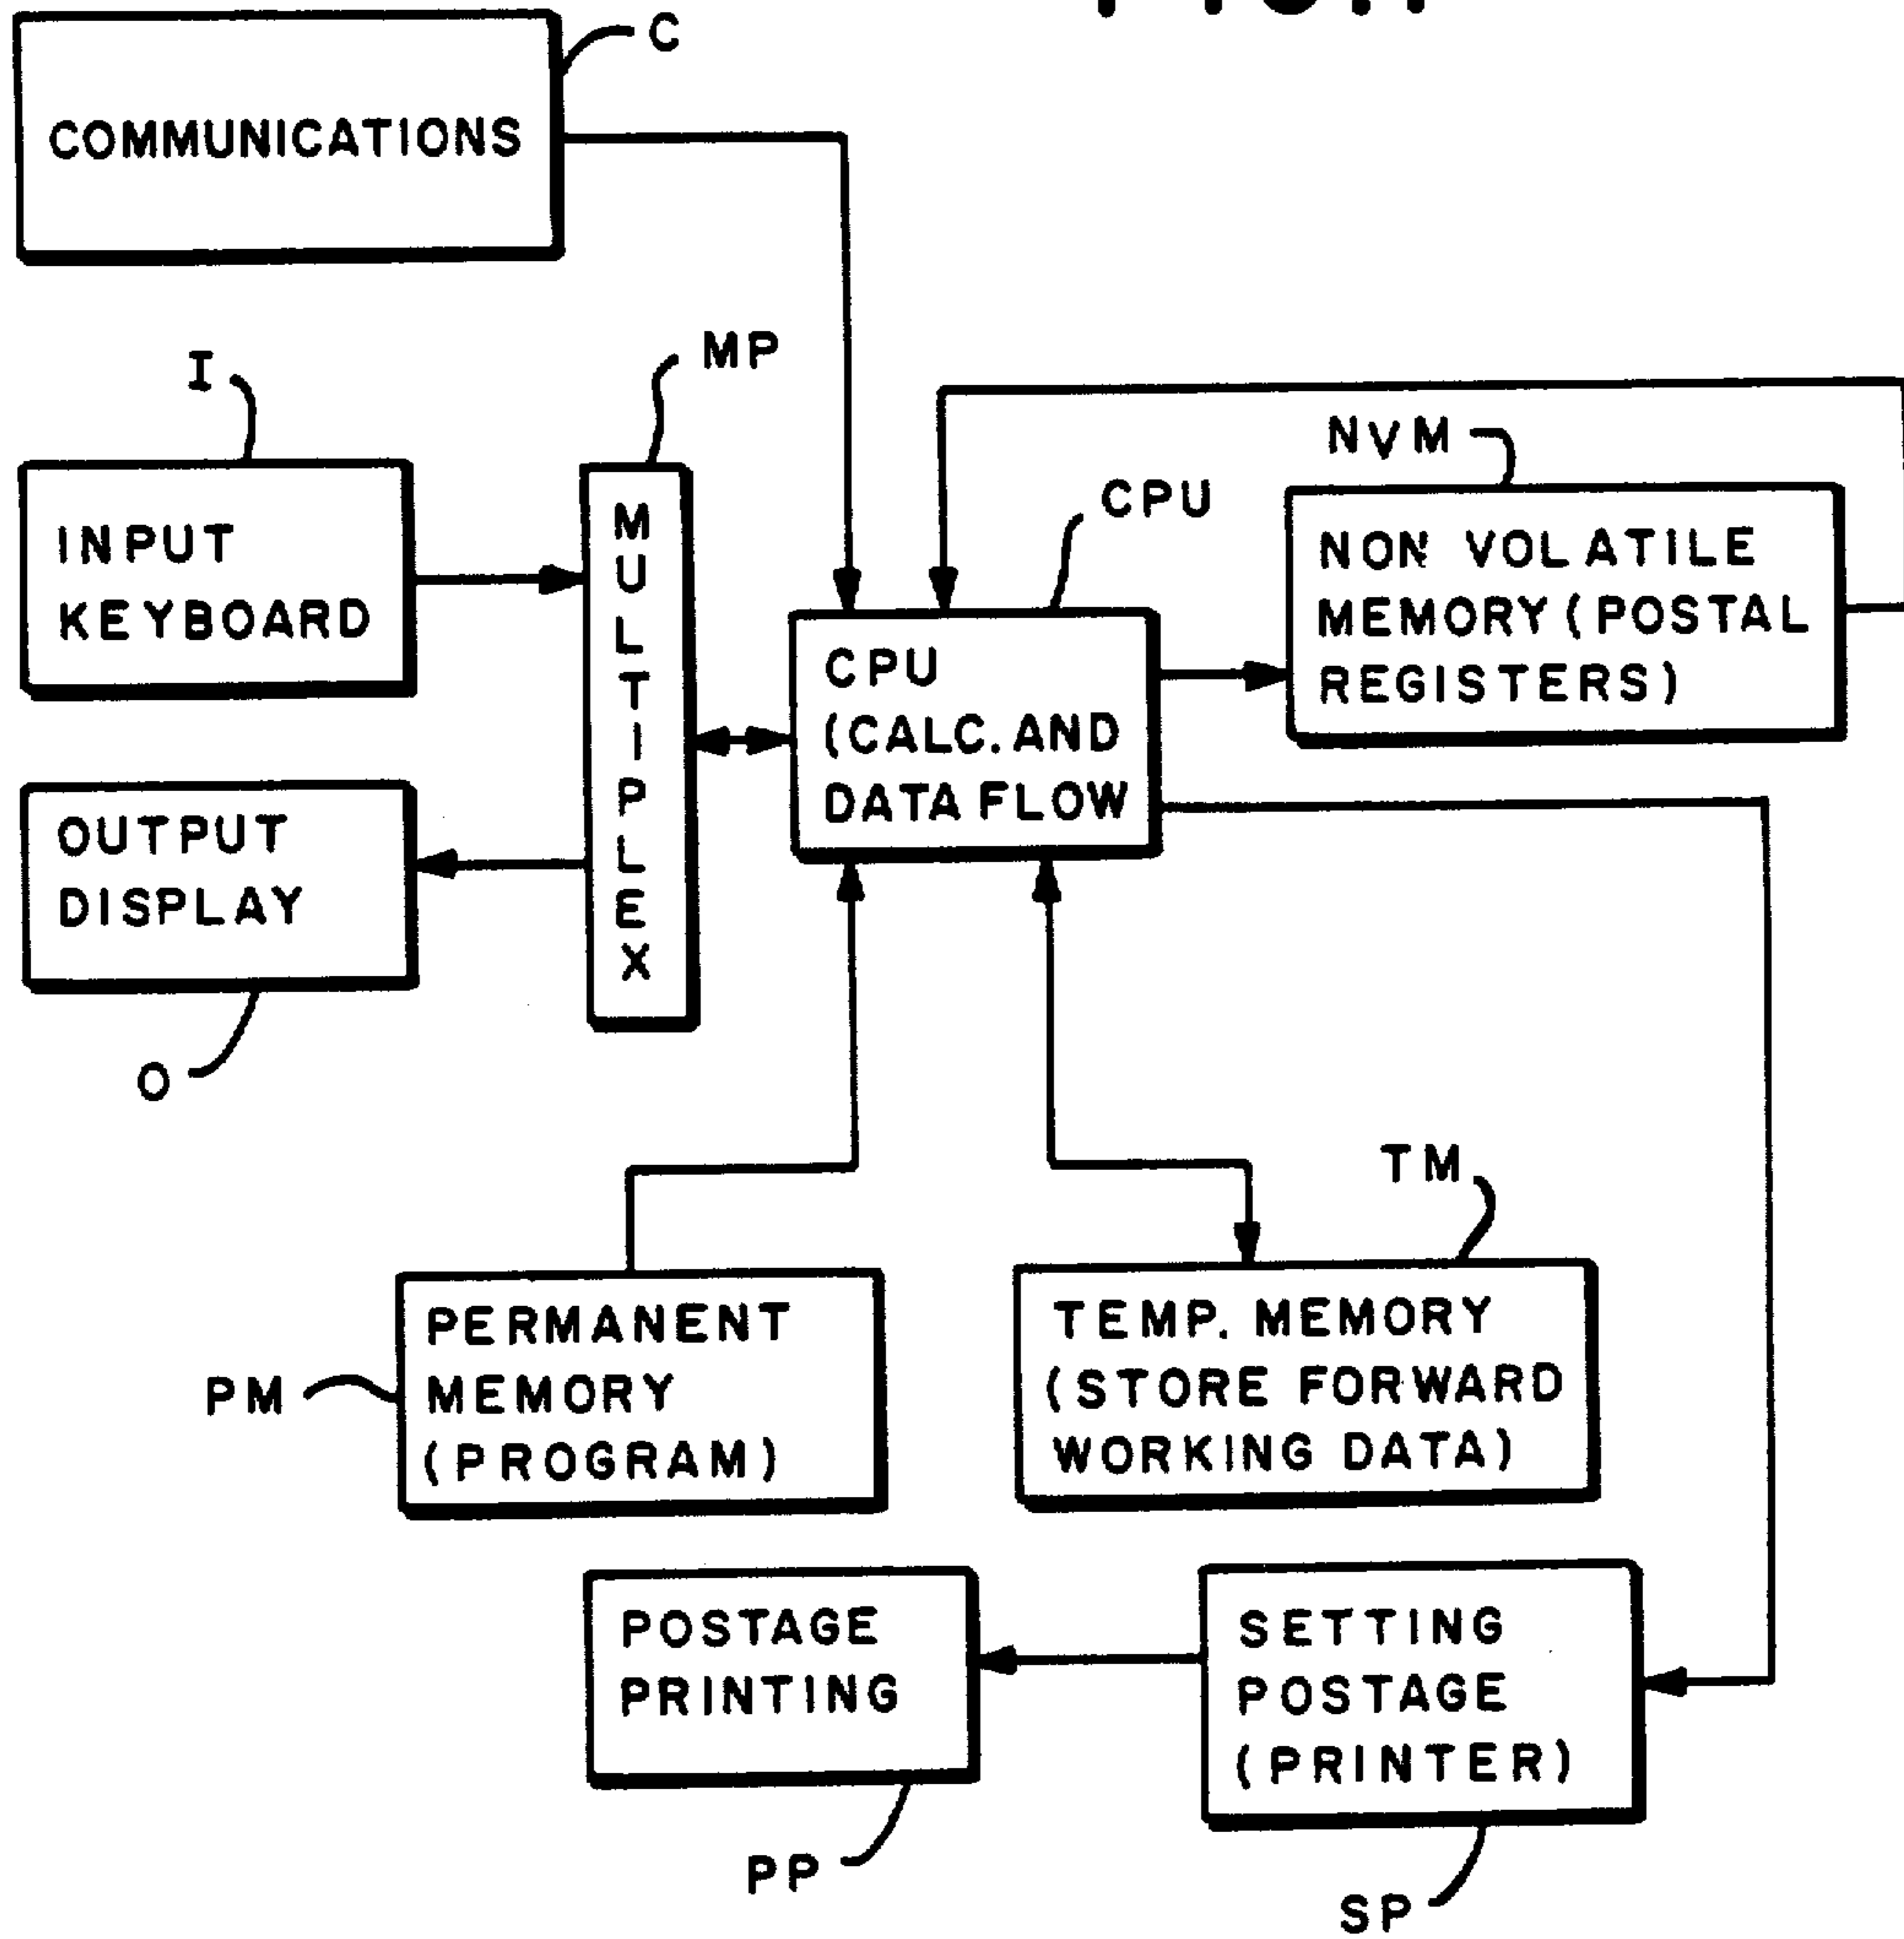 C
COMMUNICATIONS
I
MP
NVM
CPU
INPUT
KEYBOARD
MULTIPLEX
NON VOLATILE
MEMORY (POSTAL
REGISTERS)
CPU
(CALC. AND
DATA FLOW
OUTPUT
DISPLAY
O
TM
PERMANENT
MEMORY
(PROGRAM)
PM
TEMP. MEMORY
(STORE FORWARD
WORKING DATA)
POSTAGE
PRINTING
SETTING
POSTAGE
(PRINTER)
PP
SP